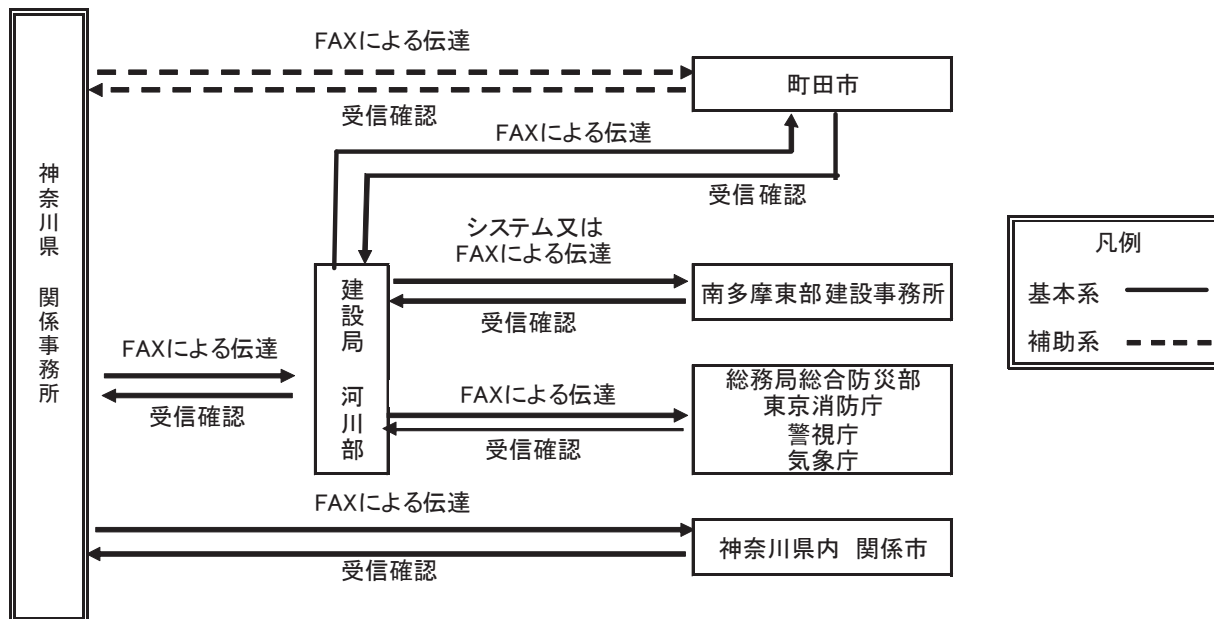 神奈川県 関係事務所
FAXによる伝達
受信確認
町田市
FAXによる伝達
受信確認
システム又は
FAXによる伝達
受信確認
南多摩東部建設事務所
建設局 河川部
FAXによる伝達
受信確認
FAXによる伝達
受信確認
総務局総合防災部
東京消防庁
警視庁
気象庁
FAXによる伝達
受信確認
神奈川県内 関係市
凡例
基本系
補助系